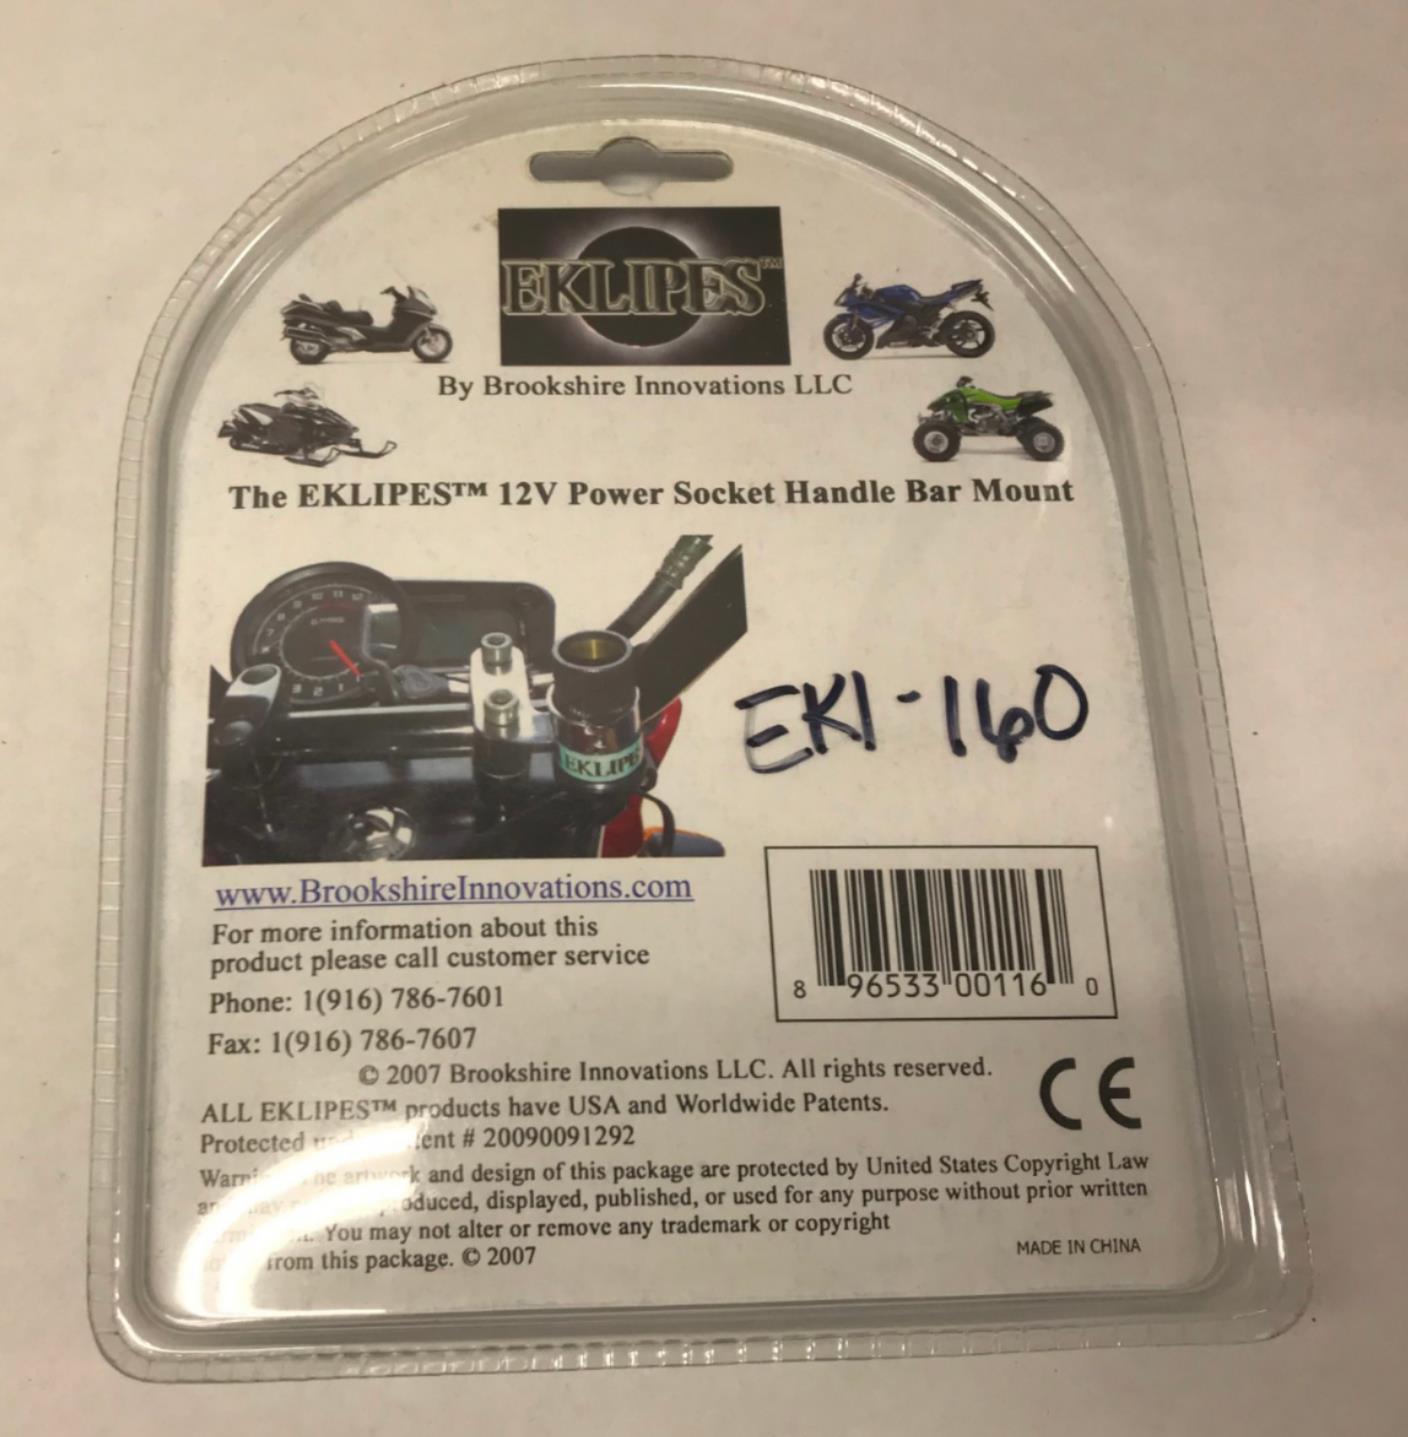 EKLIPES™
By Brookshire Innovations LLC
The EKLIPES™ 12V Power Socket Handle Bar Mount
EKLIPE
EK1-160
www.BrookshireInnovations.com
For more information about this
product please call customer service
Phone: 1(916) 786-7601
Fax: 1(916) 786-7607
8 96533 00116 0
© 2007 Brookshire Innovations LLC. All rights reserved.
CE
ALL EKLIPES™ products have USA and Worldwide Patents.
Protected # 20090091292
artwork and design of this package are protected by United States Copyright Law
displayed, published, or used for any purpose without prior written
You may not alter or remove any trademark or copyright
from this package. © 2007
MADE IN CHINA